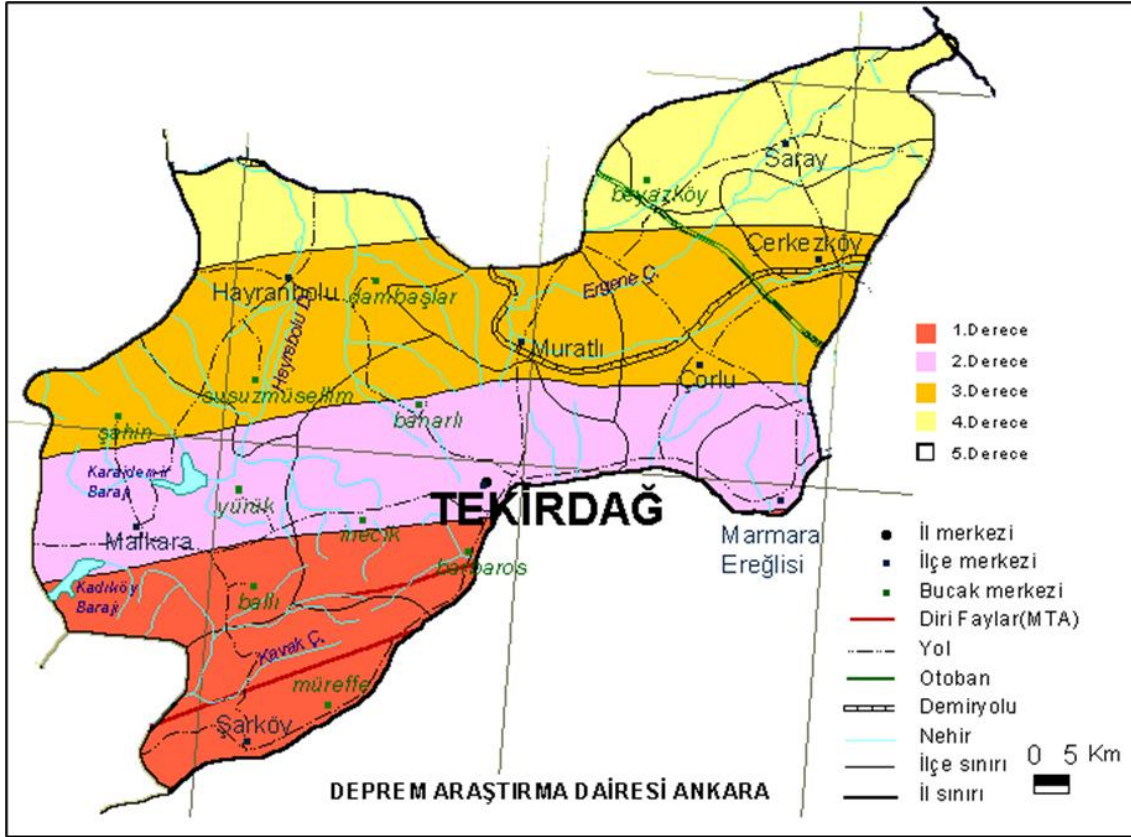 Saray
beyazköy
Çerkezköy
Hayranbolu
dambaşlar
Ergene Ç.
Hayrabolu D.
Muratlı
Çorlu
susuzmüsellim
şahin
banarlı
Karaidemir
Barajı
yürük
TEKİRDAĞ
Malkara
inecik
Marmara
Ereğlisi
barbaros
Kadıköy
Barajı
ballı
Kavak Ç.
müreffe
Şarköy
DEPREM ARAŞTIRMA DAİRESİ ANKARA
1.Derece
2.Derece
3.Derece
4.Derece
5.Derece
İl merkezi
İlçe merkezi
Bucak merkezi
Diri Faylar(MTA)
Yol
Otoban
Demiryolu
Nehir
İlçe sınırı
İl sınırı
0 5 Km